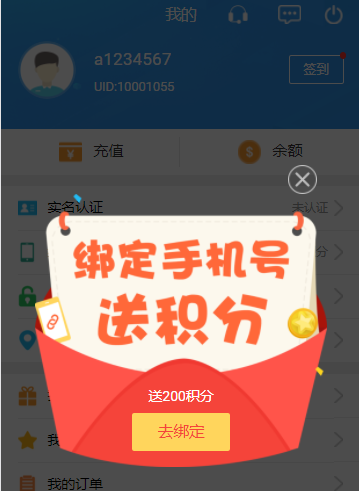 我的
a1234567
UID:10001055
签到
充值
余额
实名认证
未认证
分
绑定手机号
送积分
送200积分
去绑定
我
我的订单